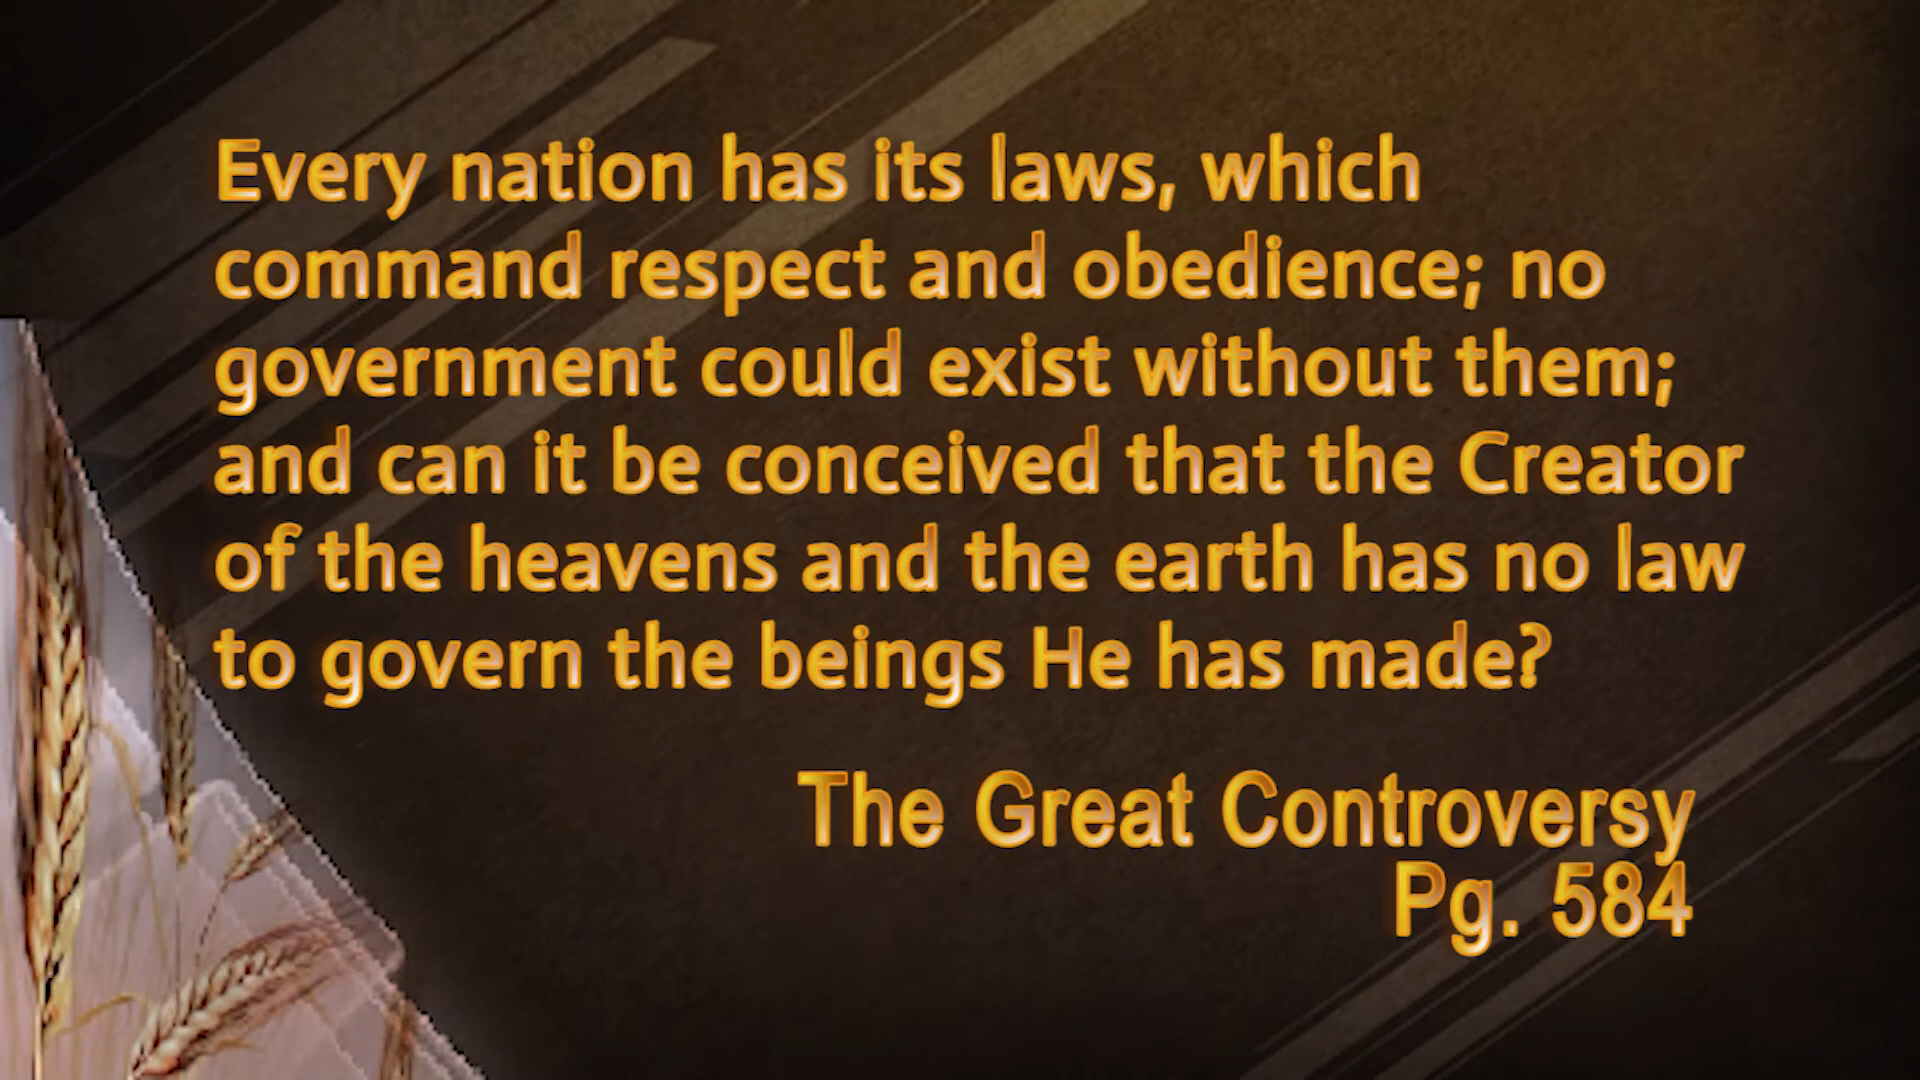 Every nation has its laws, which
command respect and obedience; no
government could exist without them;
and can it be conceived that the Creator
of the heavens and the earth has no law
to govern the beings He has made?
The Great Controversy
Pg. 584